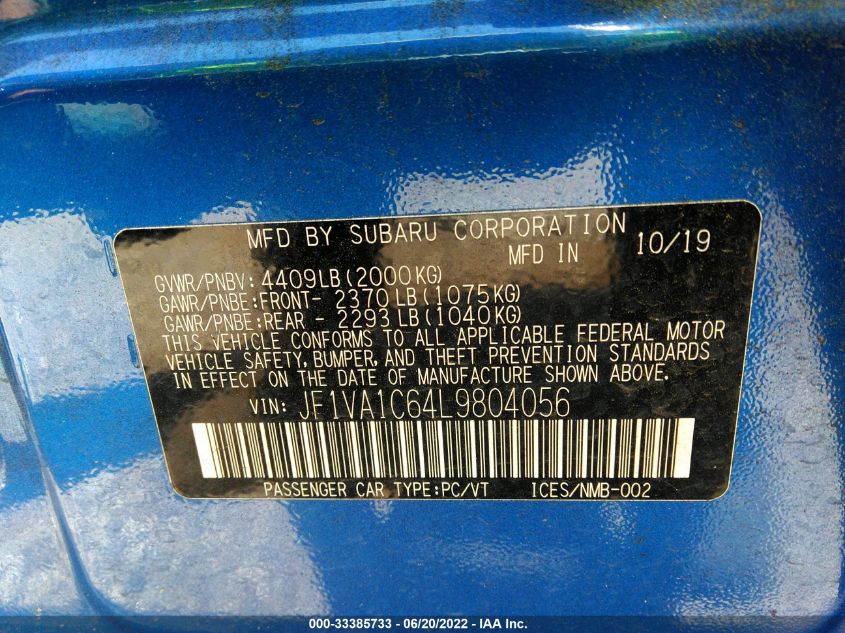 MFD BY SUBARU CORPORATION
MFD IN 10/19
GVWR/PNBV: 4409LB(2000KG)
GAWR/PNBE:FRONT- 2370 LB(1075KG)
GAWR/PNBE:REAR - 2293 LB(1040KG)
THIS VEHICLE CONFORMS TO ALL APPLICABLE FEDERAL MOTOR
VEHICLE SAFETY, BUMPER, AND THEFT PREVENTION STANDARDS
IN EFFECT ON THE DATE OF MANUFACTURE SHOWN ABOVE.
VIN: JF1VA1C64L9804056
PASSENGER CAR TYPE:PC/VT ICES/NMB-002
000-33385733 - 06/20/2022 - IAA Inc.